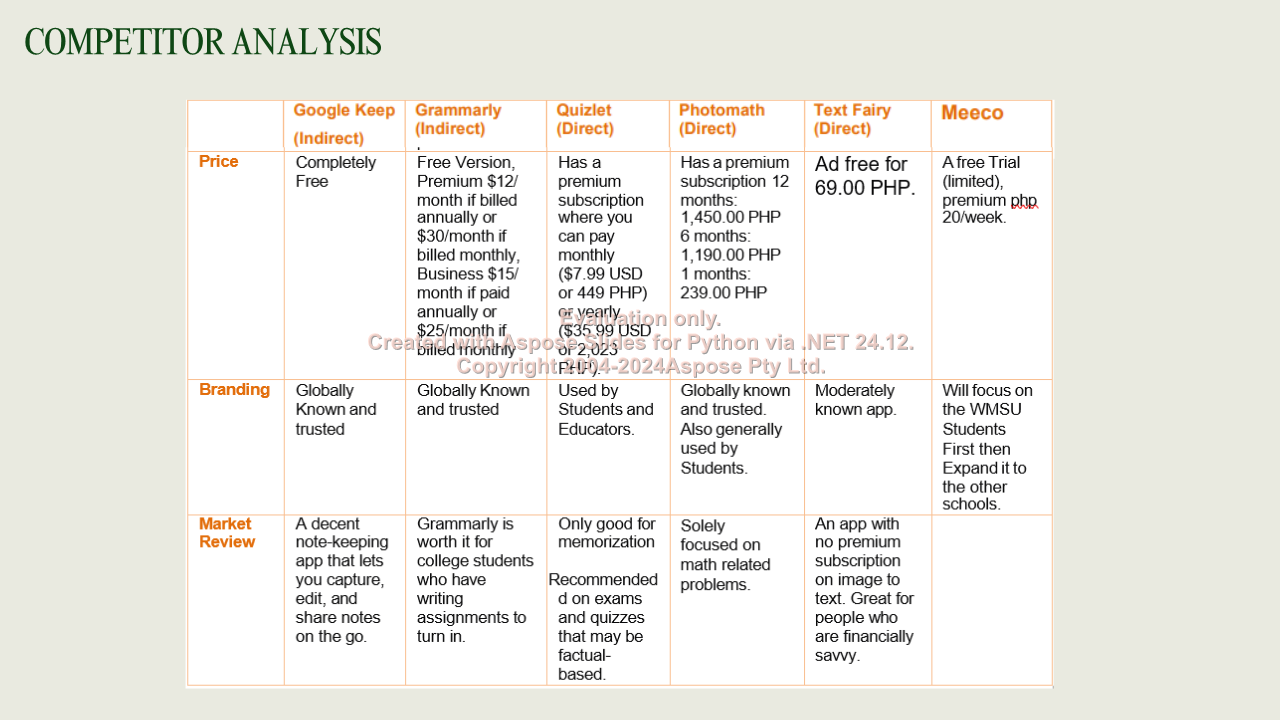 COMPETITOR ANALYSIS
Google Keep
(Indirect)
Grammarly
(Indirect)
.
Quizlet
(Direct)
Photomath
(Direct)
Text Fairy
(Direct)
Meeco
Price
Completely
Free
Free Version,
Premium $12/
month if billed
annually or
$30/month if
billed monthly,
Business $15/
month if paid
annually or
$25/month if
billed monthly
Has a
premium
subscription
where you
can pay
monthly
($7.99 USD
or 449 PHP)
or yearly
($35.99 USD
or 2,023
PHP).
Has a premium
subscription 12
months:
1,450.00 PHP
6 months:
1,190.00 PHP
1 months:
239.00 PHP
Ad free for
69.00 PHP.
A free Trial
(limited),
premium php
20/week.
Evaluation only.
Created with Aspose.Slides for Python via .NET 24.12.
Copyright 2004-2024Aspose Pty Ltd.
Branding
Globally
Known and
trusted
Globally Known
and trusted
Used by
Students and
Educators.
Globally known
and trusted.
Also generally
used by
Students.
Moderately
known app.
Will focus on
the WMSU
Students
First then
Expand it to
the other
schools.
Market
Review
A decent
note-keeping
app that lets
you capture,
edit, and
share notes
on the go.
Grammarly is
worth it for
college students
who have
writing
assignments to
turn in.
Only good for
memorization
Recommended
d on exams
and quizzes
that may be
factual-
based.
Solely
focused on
math related
problems.
An app with
no premium
subscription
on image to
text. Great for
people who
are financially
savvy.